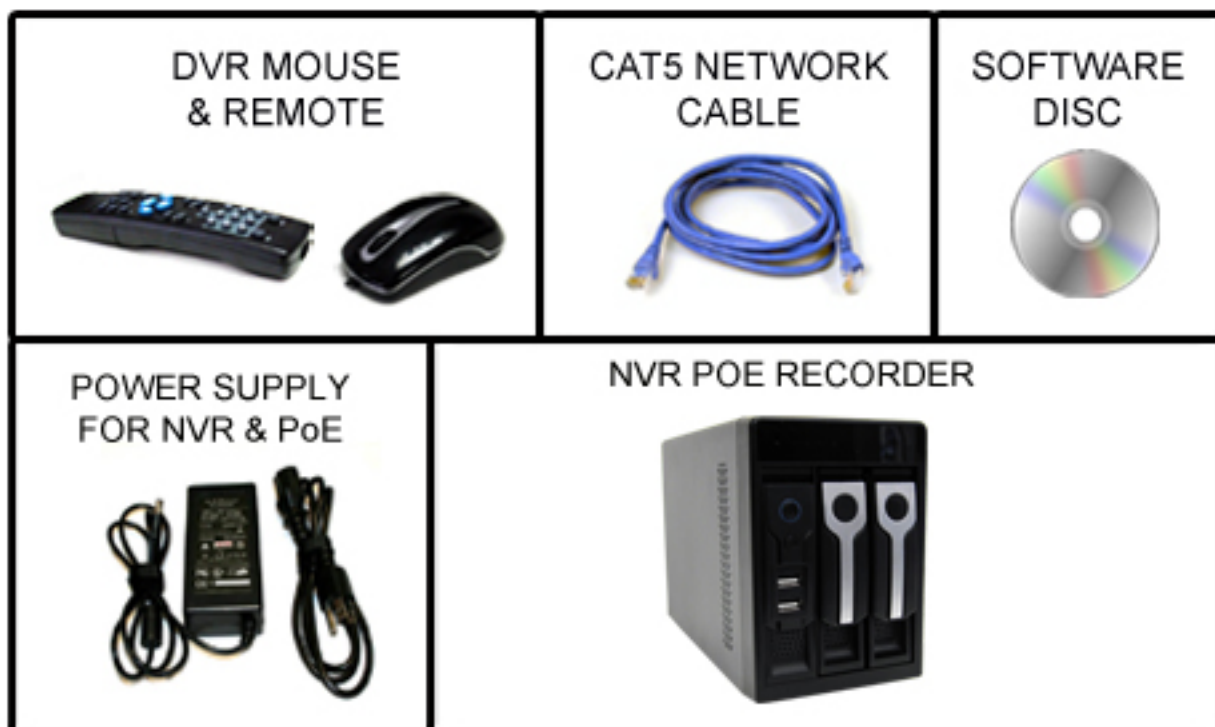 DVR MOUSE
& REMOTE
CAT5 NETWORK
CABLE
SOFTWARE
DISC
POWER SUPPLY
FOR NVR & PoE
NVR POE RECORDER